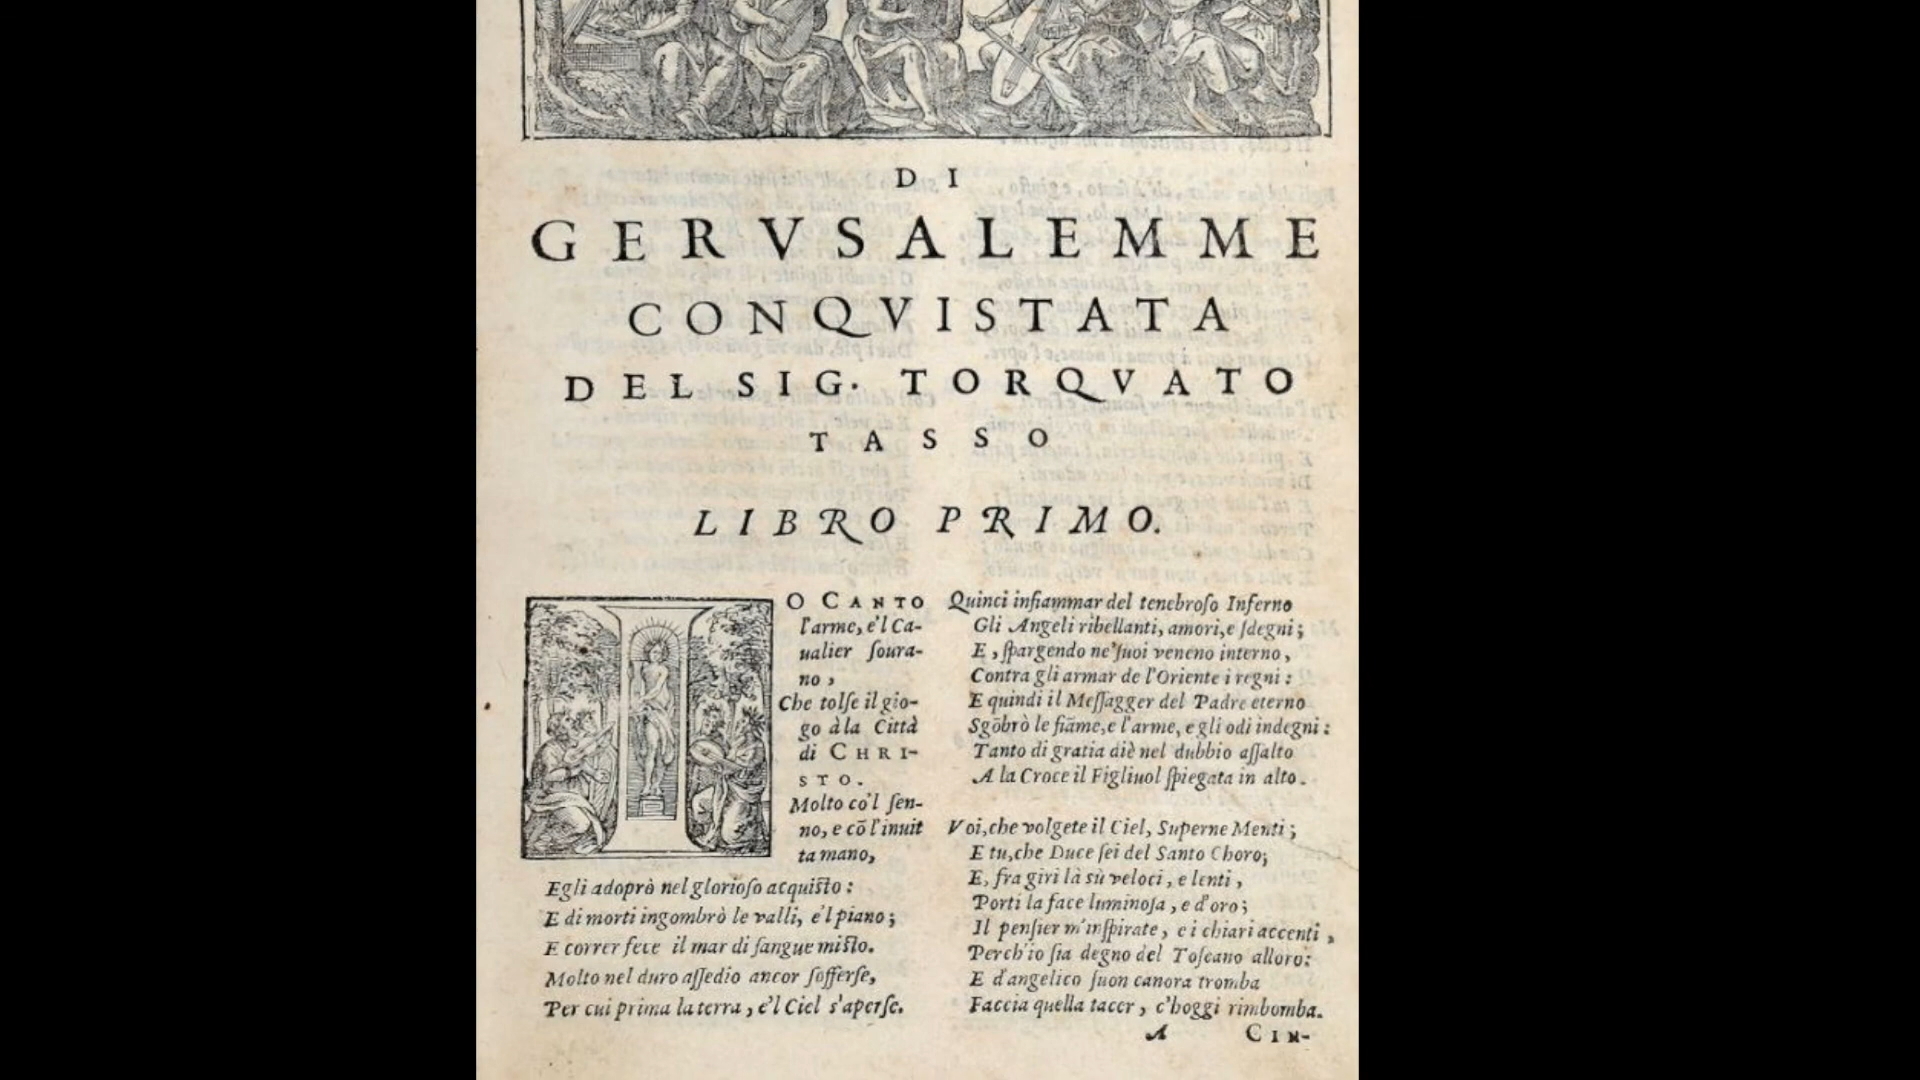 DI
GERVSALEMME
CONQVISTATA
DEL SIG. TORQVATO
TASSO
LIBRO PRIMO.
IO CANTO
l'arme, e'l Ca-
ualier ſoura-
no,
Che tolſe il gio-
go à la Città
di CHRI-
STO.
Molto co'l ſen-
no, e cõ l'inuit
ta mano,
Egli adoprò nel glorioſo acquiſto:
E di morti ingombrò le valli, e'l piano;
E correr fece il mar di ſangue miſto.
Molto nel duro aſſedio ancor ſofferſe,
Per cui prima la terra, e'l Ciel s'aperſe.
Quinci infiammar del tenebroſo Inferno
Gli Angeli ribellanti, amori, e ſdegni;
E, ſpargendo ne' ſuoi veneno interno,
Contra gli armar de l'Oriente i regni:
E quindi il Meſſagger del Padre eterno
Sgõbrò le fiãme, e l'arme, e gli odi indegni:
Tanto di gratia diè nel dubbio aſſalto
A la Croce il Figliuol ſpiegata in alto.
Voi, che volgete il Ciel, Superne Menti;
E tu, che Duce ſei del Santo Choro;
E, fra giri là sù veloci, e lenti,
Porti la face luminoſa, e d'oro;
Il penſier m'inſpirate, e i chiari accenti,
Perch'io ſia degno del Toſcano alloro:
E d'angelico ſuon canora tromba
Faccia quella tacer, c'hoggi rimbomba.
A CIN-